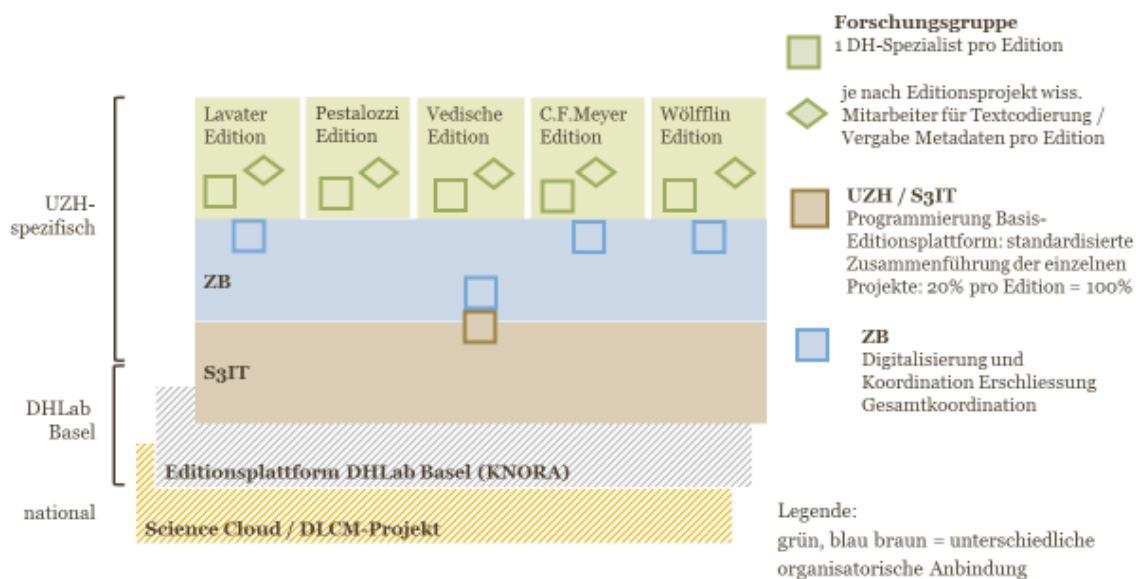 Forschungsgruppe
1 DH-Spezialist pro Edition
je nach Editionsprojekt wiss.
Mitarbeiter für Textcodierung /
Vergabe Metadaten pro Edition
Lavater
Edition
Pestalozzi
Edition
Vedische
Edition
C.F.Meyer
Edition
Wölfflin
Edition
UZH-
spezifisch
ZB
UZH / S3IT
Programmierung Basis-
Editionsplattform: standardisierte
Zusammenführung der einzelnen
Projekte: 20% pro Edition = 100%
ZB
Digitalisierung und
Koordination Erschliessung
Gesamtkoordination
S3IT
DHLab
Basel
Editionsplattform DHLab Basel (KNORA)
national
Science Cloud / DLCM-Projekt
Legende:
grün, blau braun = unterschiedliche
organisatorische Anbindung